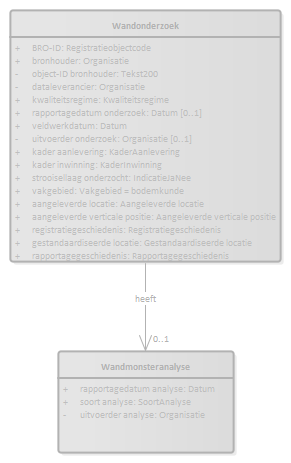 Wandonderzoek
+ BRO-ID: Registratieobjectcode
+ bronhouder: Organisatie
- object-ID bronhouder: Tekst200
- dataleverancier: Organisatie
+ kwaliteitsregime: Kwaliteitsregime
+ rapportagedatum onderzoek: Datum [0..1]
+ veldwerkdatum: Datum
- uitvoerder onderzoek: Organisatie [0..1]
+ kader aanlevering: KaderAanlevering
+ kader inwinning: KaderInwinning
+ strooisellaag onderzocht: IndicatieJaNee
+ vakgebied: Vakgebied = bodemkunde
+ aangeleverde locatie: Aangeleverde locatie
+ aangeleverde verticale positie: Aangeleverde verticale positie
+ registratiegeschiedenis: Registratiegeschiedenis
+ gestandaardiseerde locatie: Gestandaardiseerde locatie
+ rapportagegeschiedenis: Rapportagegeschiedenis
heeft
0..1
Wandmonsteranalyse
+ rapportagedatum analyse: Datum
+ soort analyse: SoortAnalyse
- uitvoerder analyse: Organisatie